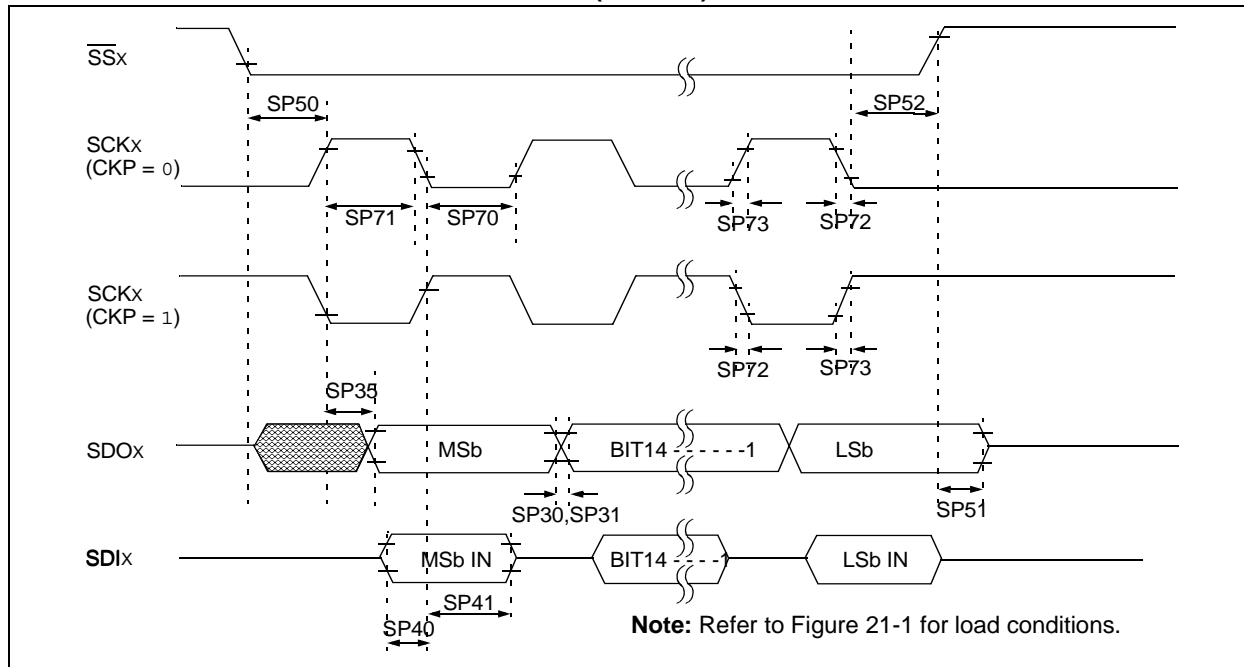 SSX
SP50
SP52
SCKX
(CKP = 0)
SP71
SP70
SP73
SP72
SCKX
(CKP = 1)
SP72
SP73
SP35
SDOX
MSb
BIT14 - - - - - -1
LSb
SP30,SP31
SP51
SDIX
MSb IN
BIT14 - - - -1
LSb IN
SP41
SP40
Note: Refer to Figure 21-1 for load conditions.